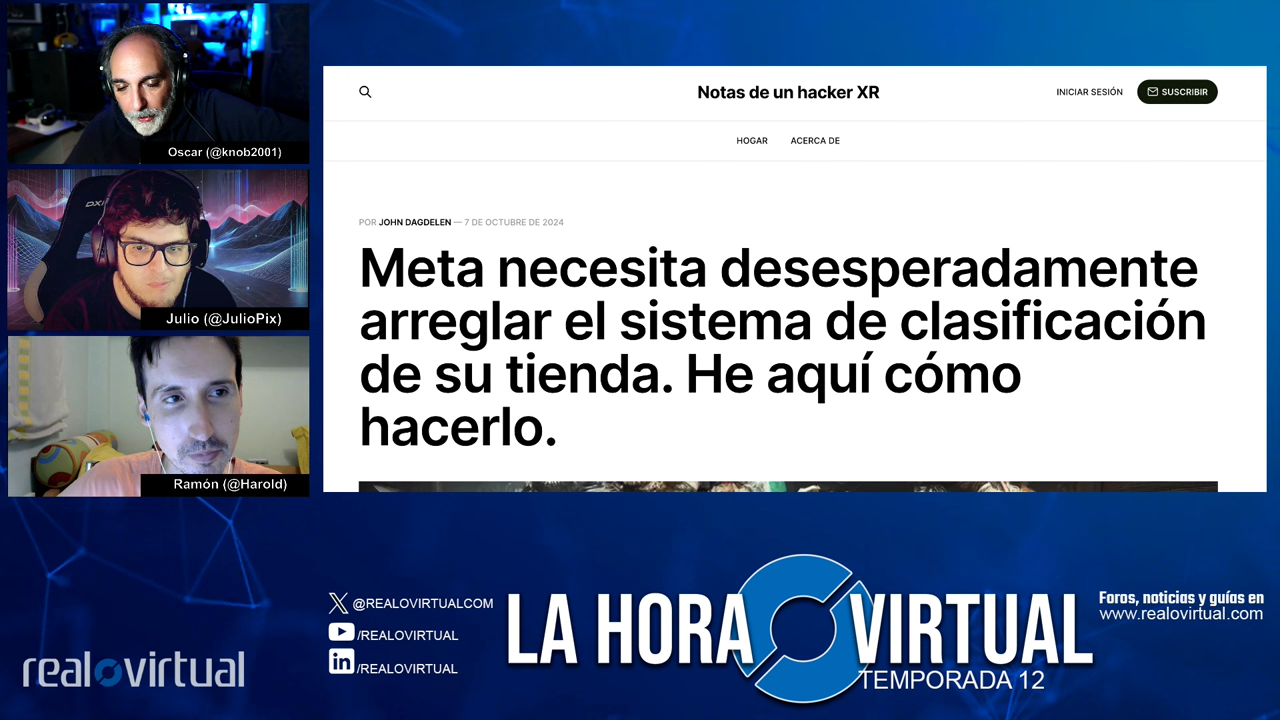 Oscar (@knob2001)
DX
Julio (@JulioPix)
Ramón (@Harold)
Notas de un hacker XR
INICIAR SESIÓN
SUSCRIBIR
HOGAR
ACERCA DE
POR JOHN DAGDELEN — 7 DE OCTUBRE DE 2024
Meta necesita desesperadamente
arreglar el sistema de clasificación
de su tienda. He aquí cómo
hacerlo.
@REALOVIRTUALCOM
/REALOVIRTUAL
/REALOVIRTUAL
LA HORA VIRTUAL
TEMPORADA 12
Foros, noticias y guías en
www.realovirtual.com
realovirtual